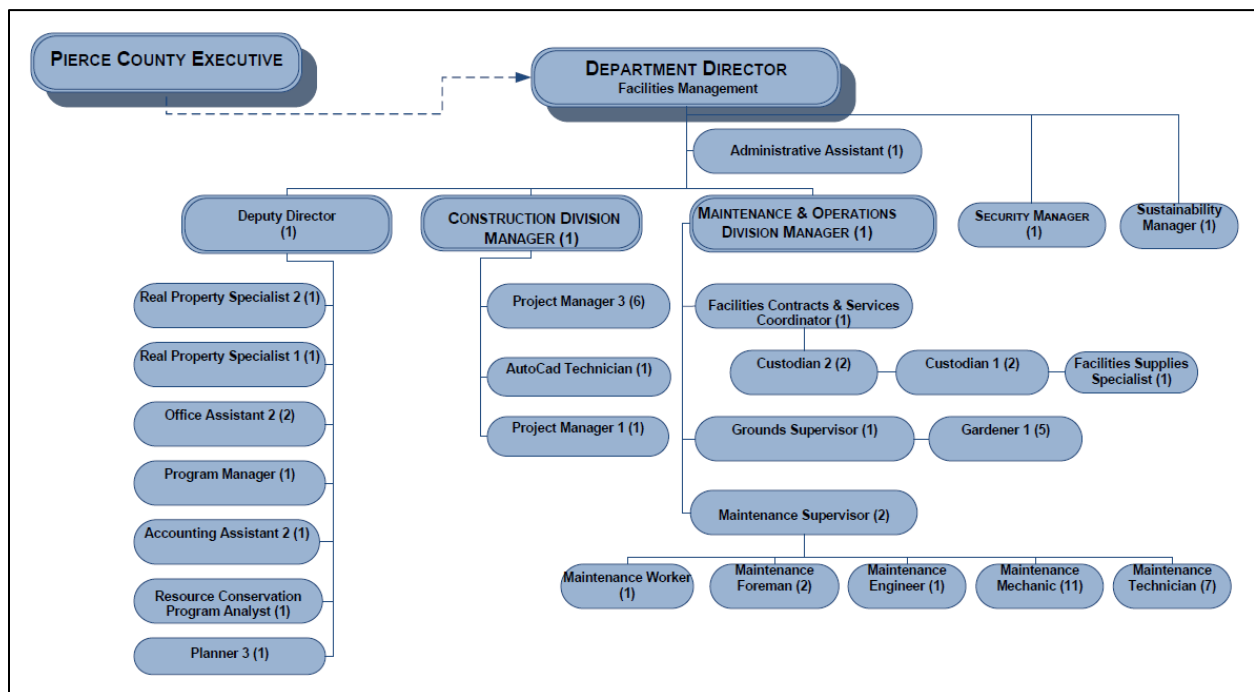 PIERCE COUNTY EXECUTIVE
DEPARTMENT DIRECTOR
Facilities Management
Administrative Assistant (1)
Deputy Director
(1)
CONSTRUCTION DIVISION
MANAGER (1)
MAINTENANCE & OPERATIONS
DIVISION MANAGER (1)
SECURITY MANAGER
(1)
Sustainability
Manager (1)
Real Property Specialist 2 (1)
Real Property Specialist 1 (1)
Office Assistant 2 (2)
Program Manager (1)
Accounting Assistant 2 (1)
Resource Conservation
Program Analyst (1)
Planner 3 (1)
Project Manager 3 (6)
AutoCad Technician (1)
Project Manager 1 (1)
Facilities Contracts & Services
Coordinator (1)
Custodian 2 (2)
Custodian 1 (2)
Facilities Supplies
Specialist (1)
Grounds Supervisor (1)
Gardener 1 (5)
Maintenance Supervisor (2)
Maintenance Worker
(1)
Maintenance
Foreman (2)
Maintenance
Engineer (1)
Maintenance
Mechanic (11)
Maintenance
Technician (7)